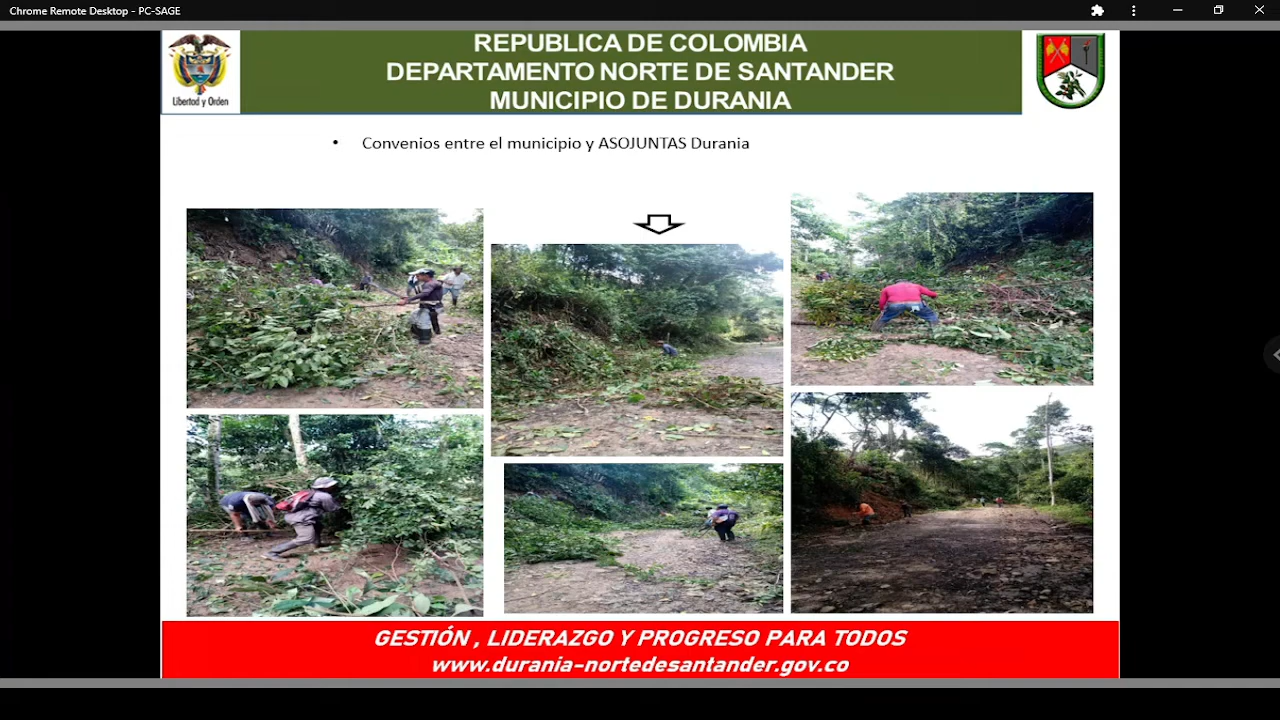 Chrome Remote Desktop - PC-SAGE
REPUBLICA DE COLOMBIA
DEPARTAMENTO NORTE DE SANTANDER
MUNICIPIO DE DURANIA
Libertad y Orden
• Convenios entre el municipio y ASOJUNTAS Durania
GESTIÓN , LIDERAZGO Y PROGRESO PARA TODOS
www.durania-nortedesantander.gov.co